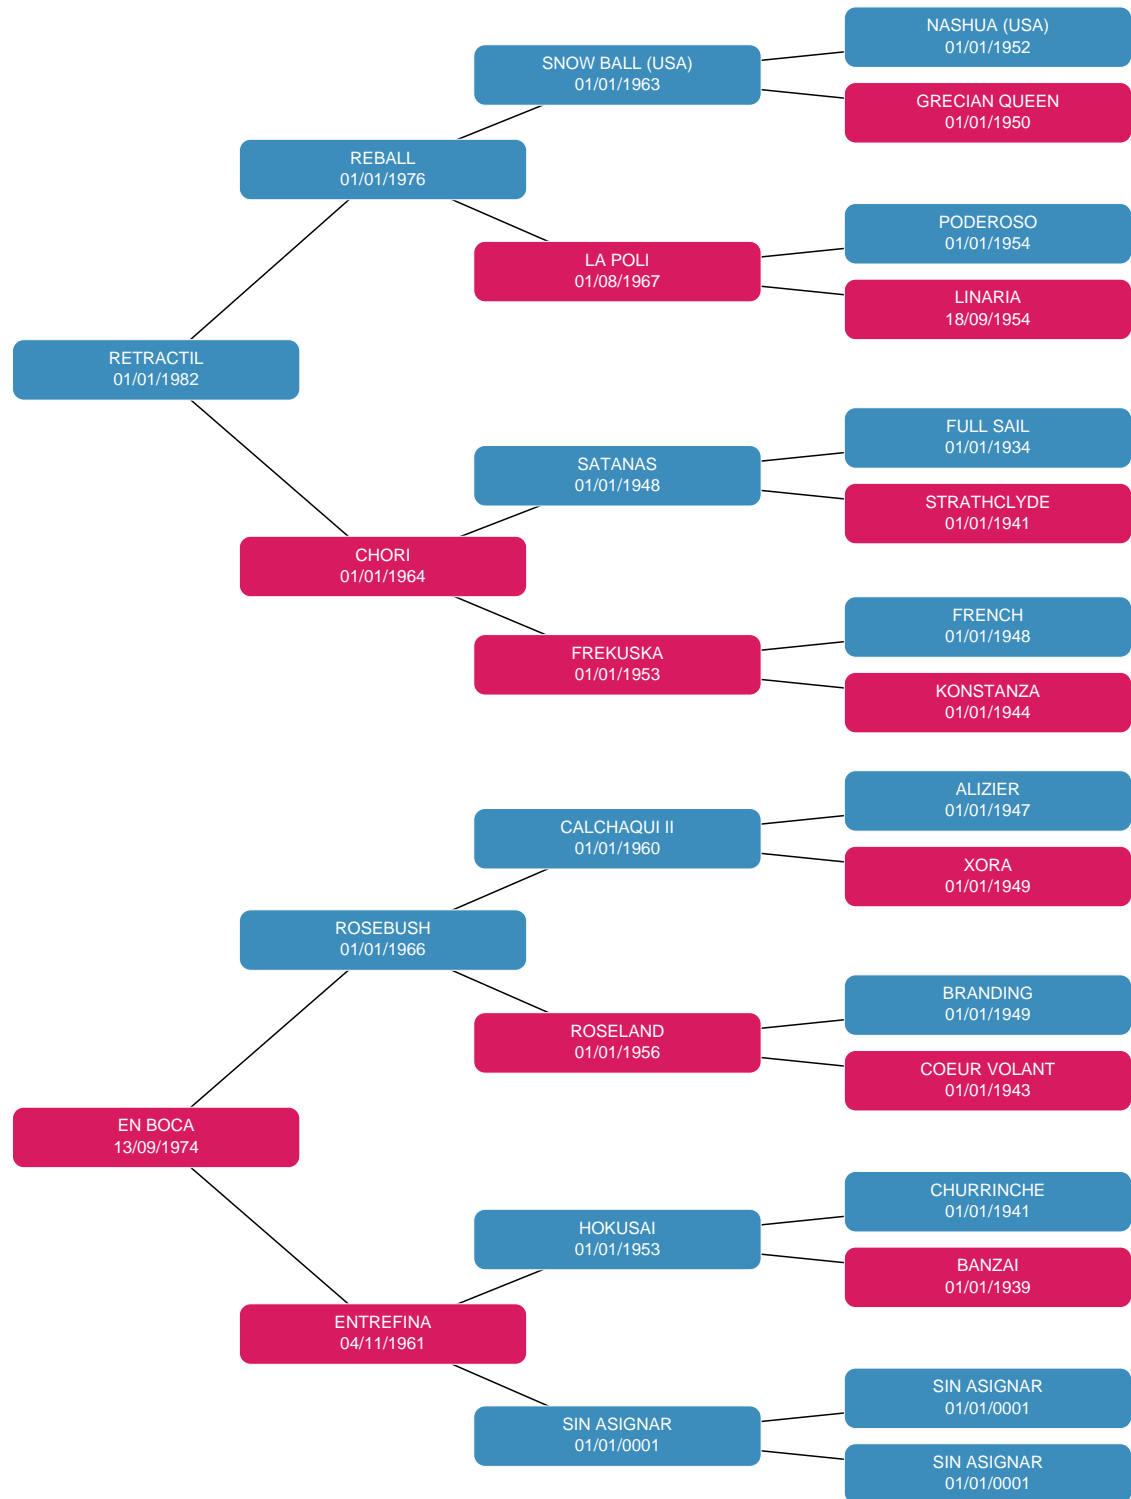 NASHUA (USA)
01/01/1952
SNOW BALL (USA)
01/01/1963
GRECIAN QUEEN
01/01/1950
REBALL
01/01/1976
PODEROSO
01/01/1954
LA POLI
01/08/1967
LINARIA
18/09/1954
RETRACTIL
01/01/1982
FULL SAIL
01/01/1934
SATANAS
01/01/1948
STRATHCLYDE
01/01/1941
CHORI
01/01/1964
FRENCH
01/01/1948
FREKUSKA
01/01/1953
KONSTANZA
01/01/1944
ALIZIER
01/01/1947
CALCHAQUI II
01/01/1960
XORA
01/01/1949
ROSEBUSH
01/01/1966
BRANDING
01/01/1949
ROSELAND
01/01/1956
COEUR VOLANT
01/01/1943
EN BOCA
13/09/1974
CHURRINCHE
01/01/1941
HOKUSAI
01/01/1953
BANZAI
01/01/1939
ENTREFINA
04/11/1961
SIN ASIGNAR
01/01/0001
SIN ASIGNAR
01/01/0001
SIN ASIGNAR
01/01/0001